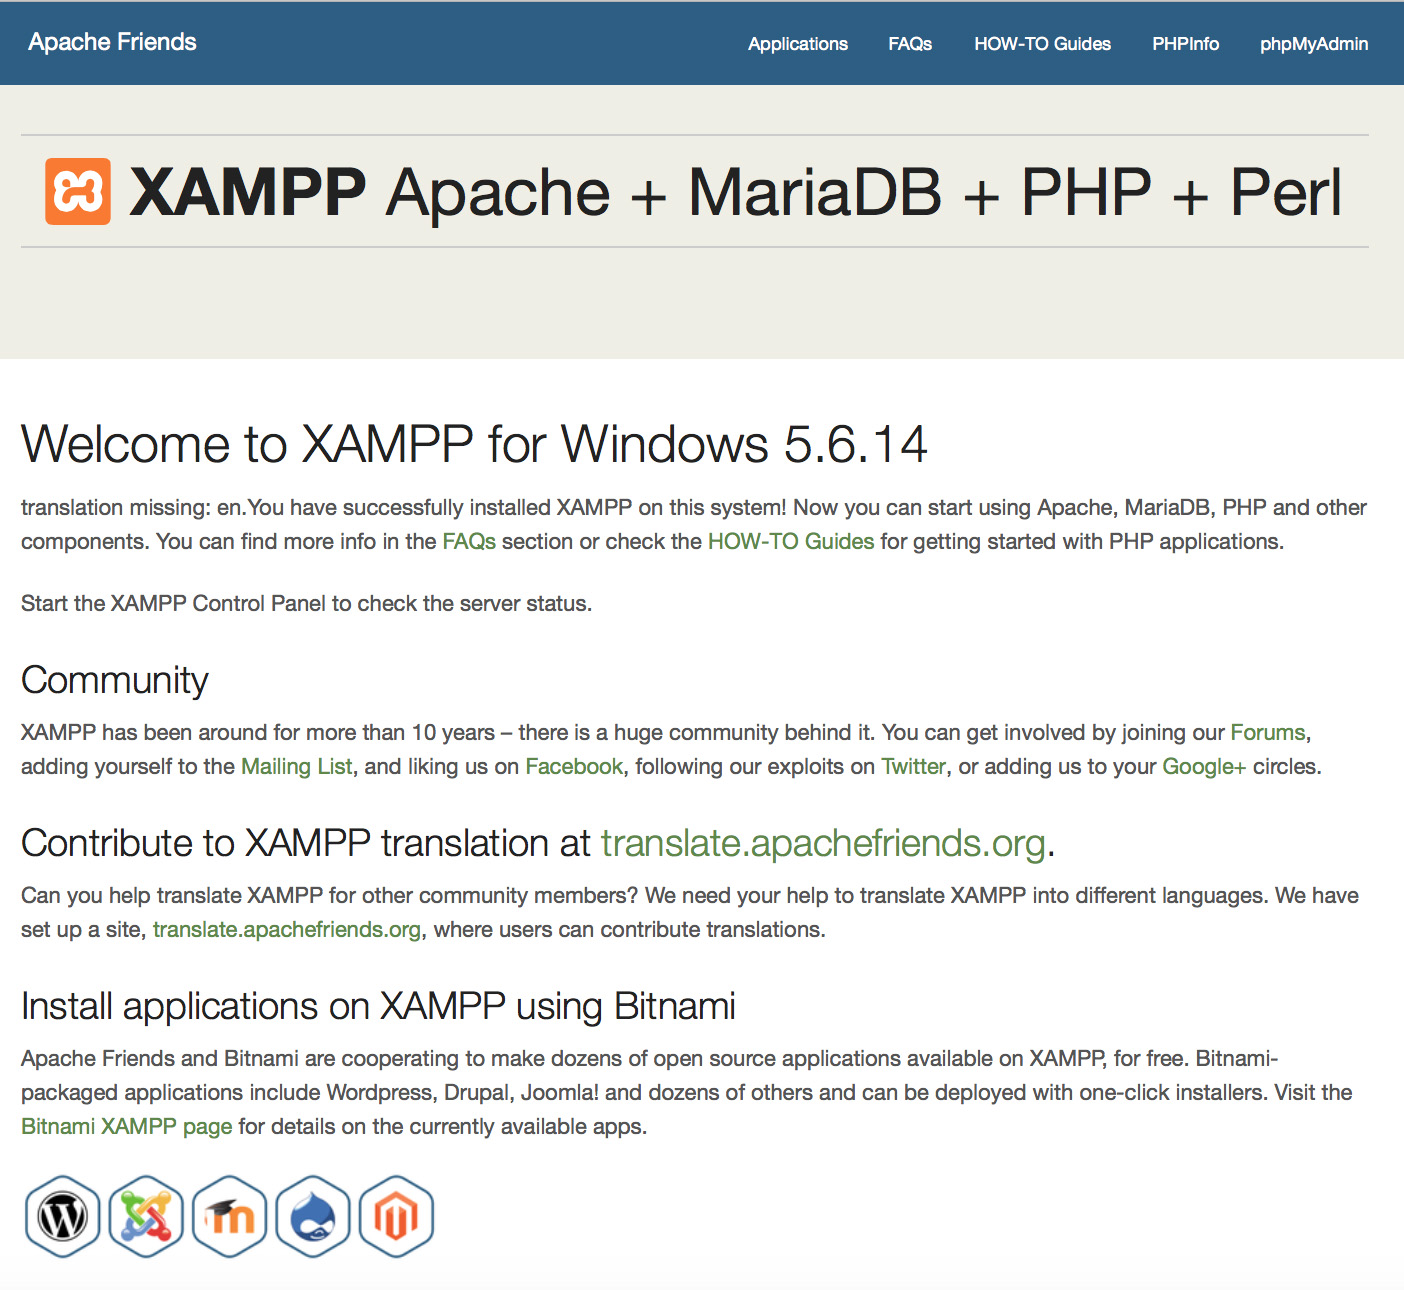 Apache Friends
Applications
FAQs
HOW-TO Guides
PHPInfo
phpMyAdmin
XAMPP Apache + MariaDB + PHP + Perl
Welcome to XAMPP for Windows 5.6.14
translation missing: en.You have successfully installed XAMPP on this system! Now you can start using Apache, MariaDB, PHP and other
components. You can find more info in the FAQs section or check the HOW-TO Guides for getting started with PHP applications.
Start the XAMPP Control Panel to check the server status.
Community
XAMPP has been around for more than 10 years – there is a huge community behind it. You can get involved by joining our Forums,
adding yourself to the Mailing List, and liking us on Facebook, following our exploits on Twitter, or adding us to your Google+ circles.
Contribute to XAMPP translation at translate.apachefriends.org.
Can you help translate XAMPP for other community members? We need your help to translate XAMPP into different languages. We have
set up a site, translate.apachefriends.org, where users can contribute translations.
Install applications on XAMPP using Bitnami
Apache Friends and Bitnami are cooperating to make dozens of open source applications available on XAMPP, for free. Bitnami-
packaged applications include Wordpress, Drupal, Joomla! and dozens of others and can be deployed with one-click installers. Visit the
Bitnami XAMPP page for details on the currently available apps.